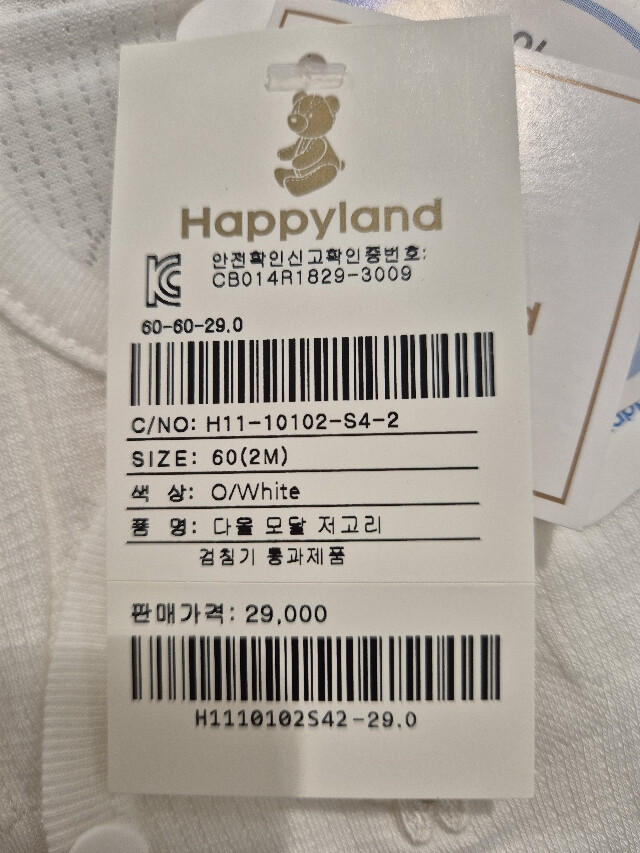 Happyland
안전확인신고확인증번호:
CB014R1829-3009
60-60-29.0
C/NO: H11-10102-S4-2
SIZE: 60(2M)
색 상: O/White
품 명: 다울 모달 저고리
검침기 통과제품
판매가격: 29,000
H1110102S42-29.0